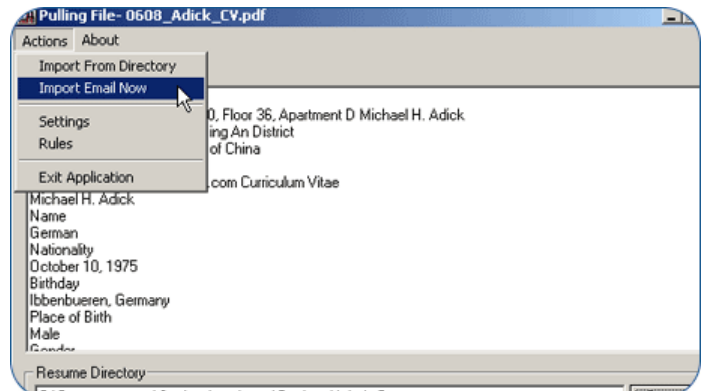 Pulling File- 0608_Adick_CV.pdf
Actions About
Import From Directory
Import Email Now
Settings
Rules
Exit Application
0, Floor 36, Apartment D Michael H. Adick
ing An District
of China
.com Curriculum Vitae
Michael H. Adick
Name
German
Nationality
October 10, 1975
Birthday
Ibbenbueren, Germany
Place of Birth
Male
Gender
Resume Directory